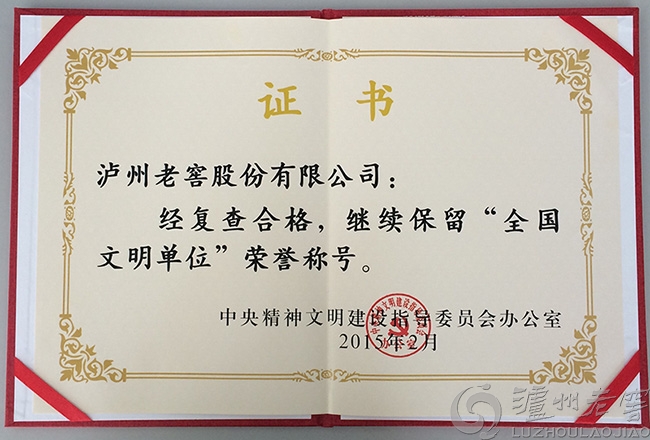 证 书
泸州老窖股份有限公司：
经复查合格，继续保留“全国
文明单位”荣誉称号。
中央精神文明建设指导委员会办公室
2015年2月
泸州老窖
LUZHOULAOJIAO